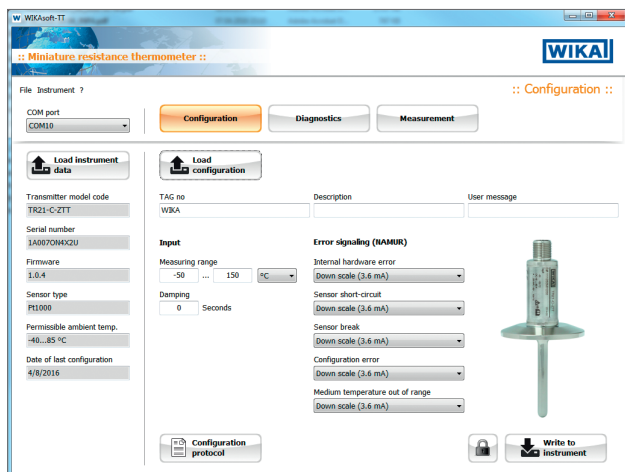 WIKAsoft-TT
:: Miniature resistance thermometer ::
WIKAI
File Instrument ?
:: Configuration ::
COM port
COM10
Configuration
Diagnostics
Measurement
Load instrument
data
Load
configuration
Transmitter model code
TR21-C-ZTT
Serial number
1A007ON4X2U
Firmware
1.0.4
Sensor type
Pt1000
Permissible ambient temp.
-40...85 °C
Date of last configuration
4/8/2016
TAG no
WIKA
Description
User message
Input
Measuring range
-50 ... 150 °C
Damping
0 Seconds
Error signaling (NAMUR)
Internal hardware error
Down scale (3.6 mA)
Sensor short-circuit
Down scale (3.6 mA)
Sensor break
Down scale (3.6 mA)
Configuration error
Down scale (3.6 mA)
Medium temperature out of range
Down scale (3.6 mA)
Configuration
protocol
Write to
instrument